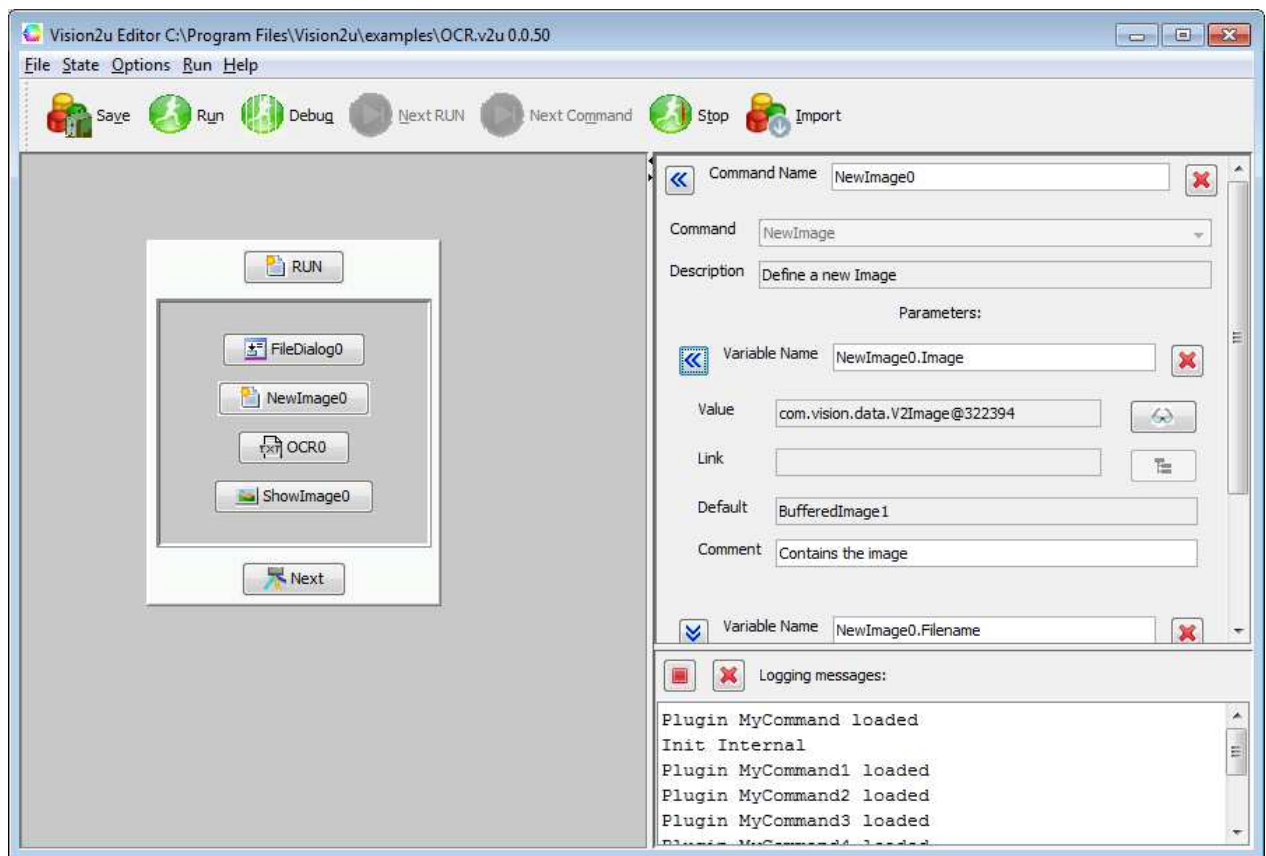 Vision2u Editor C:\Program Files\Vision2u\examples\OCR.v2u 0.0.50
File State Options Run Help
Save Run Debug Next RUN Next Command Stop Import
RUN
FileDialog0
NewImage0
TXT OCR0
ShowImage0
Next
Command Name NewImage0
Command NewImage
Description Define a new Image
Parameters:
Variable Name NewImage0.Image
Value com.vision.data.V2Image@322394
Link
Default BufferedImage1
Comment Contains the image
Variable Name NewImage0.Filename
Logging messages:
Plugin MyCommand loaded
Init Internal
Plugin MyCommand1 loaded
Plugin MyCommand2 loaded
Plugin MyCommand3 loaded
Plugin MyCommand4 loaded